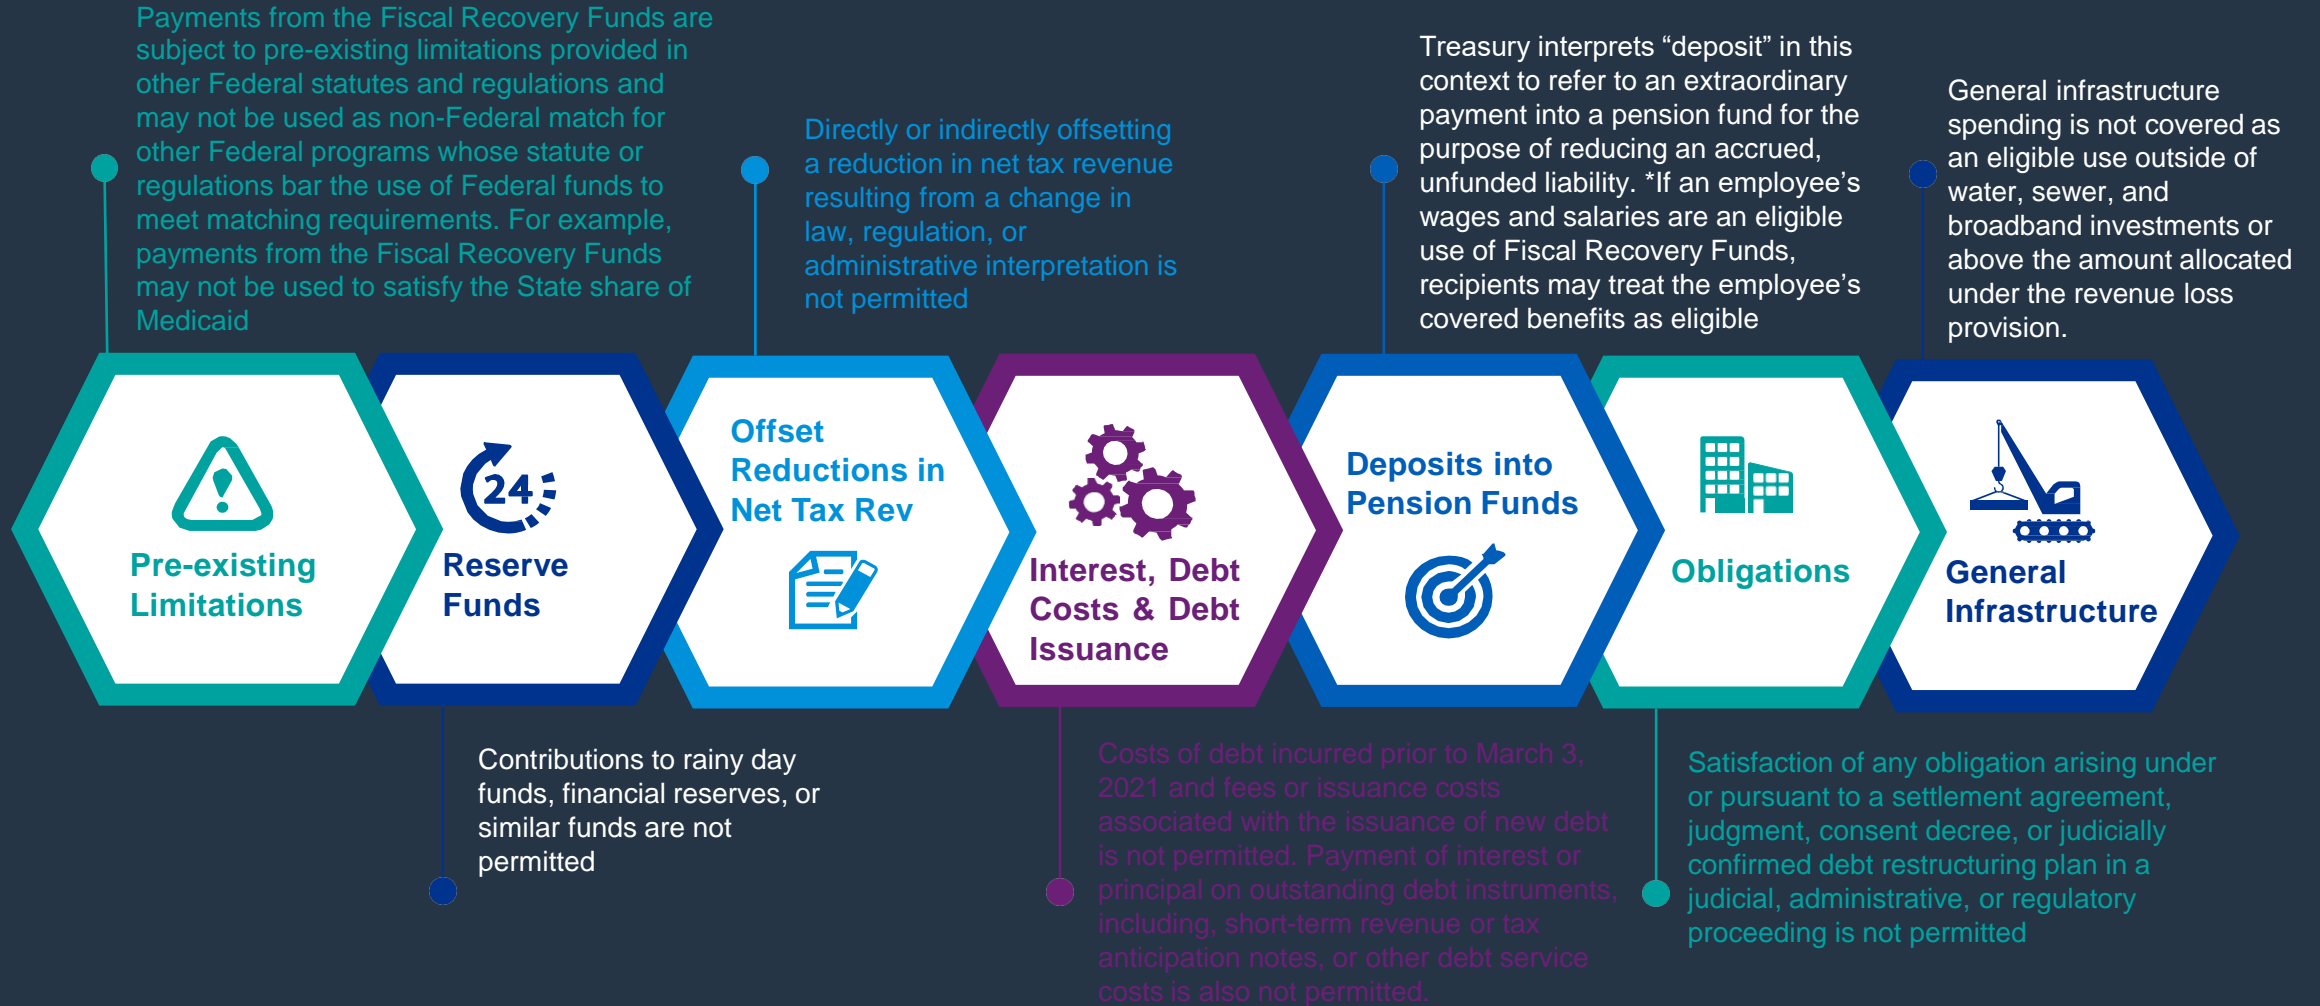 Payments from the Fiscal Recovery Funds are
subject to pre-existing limitations provided in
other Federal statutes and regulations and
may not be used as non-Federal match for
other Federal programs whose statute or
regulations bar the use of Federal funds to
meet matching requirements. For example,
payments from the Fiscal Recovery Funds
may not be used to satisfy the State share of
Medicaid
Directly or indirectly offsetting
a reduction in net tax revenue
resulting from a change in
law, regulation, or
administrative interpretation is
not permitted
Treasury interprets “deposit” in this
context to refer to an extraordinary
payment into a pension fund for the
purpose of reducing an accrued,
unfunded liability. *If an employee’s
wages and salaries are an eligible
use of Fiscal Recovery Funds,
recipients may treat the employee’s
covered benefits as eligible
General infrastructure
spending is not covered as
an eligible use outside of
water, sewer, and
broadband investments or
above the amount allocated
under the revenue loss
provision.
Pre-existing
Limitations
24
Reserve
Funds
Offset
Reductions in
Net Tax Rev
Interest, Debt
Costs & Debt
Issuance
Deposits into
Pension Funds
Obligations
General
Infrastructure
Contributions to rainy day
funds, financial reserves, or
similar funds are not
permitted
Costs of debt incurred prior to March 3,
2021 and fees or issuance costs
associated with the issuance of new debt
is not permitted. Payment of interest or
principal on outstanding debt instruments,
including, short-term revenue or tax
anticipation notes, or other debt service
costs is also not permitted.
Satisfaction of any obligation arising under
or pursuant to a settlement agreement,
judgment, consent decree, or judicially
confirmed debt restructuring plan in a
judicial, administrative, or regulatory
proceeding is not permitted